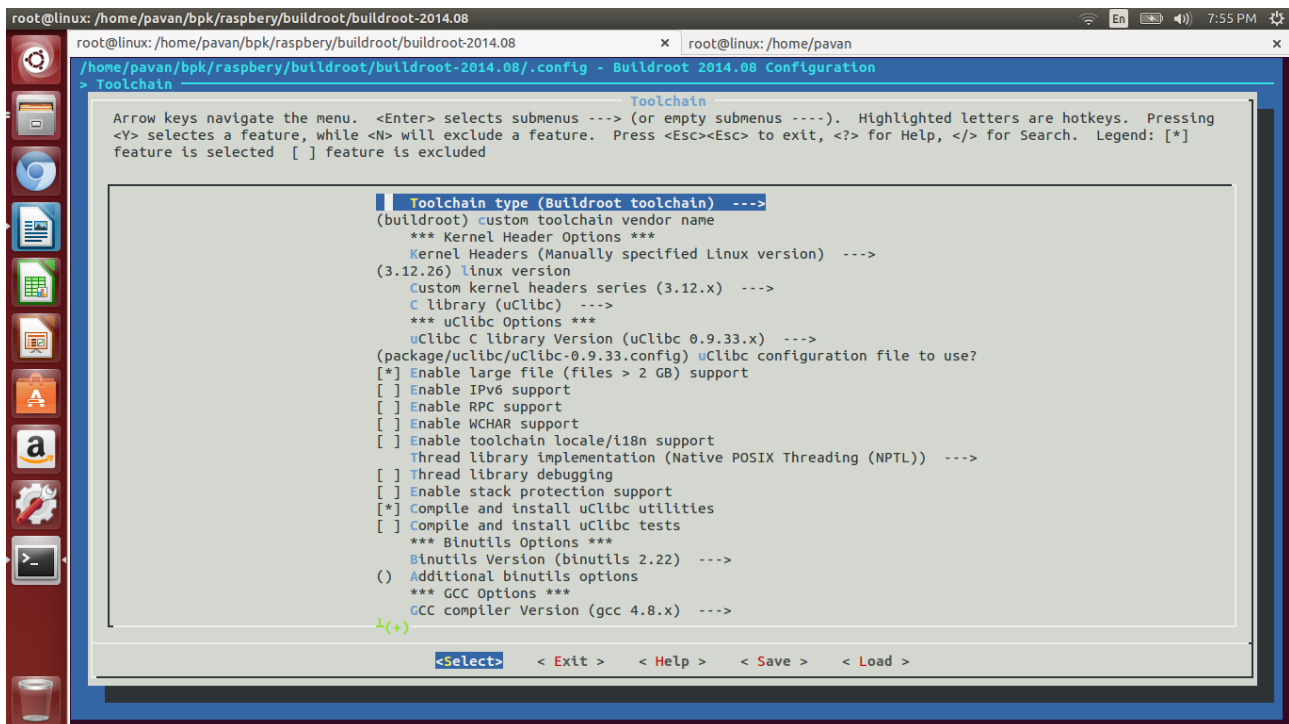 root@linux: /home/pavan/bpk/raspbery/buildroot/buildroot-2014.08
En
7:55 PM
root@linux: /home/pavan/bpk/raspbery/buildroot/buildroot-2014.08 ×
root@linux: /home/pavan ×
/home/pavan/bpk/raspbery/buildroot/buildroot-2014.08/.config - Buildroot 2014.08 Configuration
> Toolchain
Toolchain
Arrow keys navigate the menu. <Enter> selects submenus ---> (or empty submenus ----). Highlighted letters are hotkeys. Pressing
<Y> selectes a feature, while <N> will exclude a feature. Press <Esc><Esc> to exit, <?> for Help, </> for Search. Legend: [*]
feature is selected [ ] feature is excluded
Toolchain type (Buildroot toolchain) --->
(buildroot) custom toolchain vendor name
*** Kernel Header Options ***
Kernel Headers (Manually specified Linux version) --->
(3.12.26) linux version
Custom kernel headers series (3.12.x) --->
C library (uClibc) --->
*** uClibc Options ***
uClibc C library Version (uClibc 0.9.33.x) --->
(package/uclibc/uClibc-0.9.33.config) uClibc configuration file to use?
[*] Enable large file (files > 2 GB) support
[ ] Enable IPv6 support
[ ] Enable RPC support
[ ] Enable WCHAR support
[ ] Enable toolchain locale/i18n support
Thread library implementation (Native POSIX Threading (NPTL)) --->
[ ] Thread library debugging
[ ] Enable stack protection support
[*] Compile and install uClibc utilities
[ ] Compile and install uClibc tests
*** Binutils Options ***
Binutils Version (binutils 2.22) --->
() Additional binutils options
*** GCC Options ***
GCC compiler Version (gcc 4.8.x) --->
(+)
<Select> < Exit > < Help > < Save > < Load >